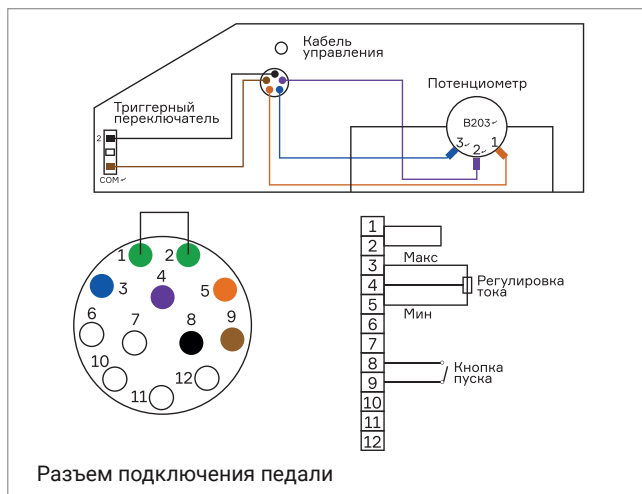 Кабель
управления
Потенциометр
Триггерный
переключатель
B203
2
3
2
1
COM
1
2
3
4
5
6
7
8
9
10
11
12
1
2
3
4
5
6
7
8
9
10
11
12
Макс
Регулировка
тока
Мин
Кнопка
пуска
Разъем подключения педали